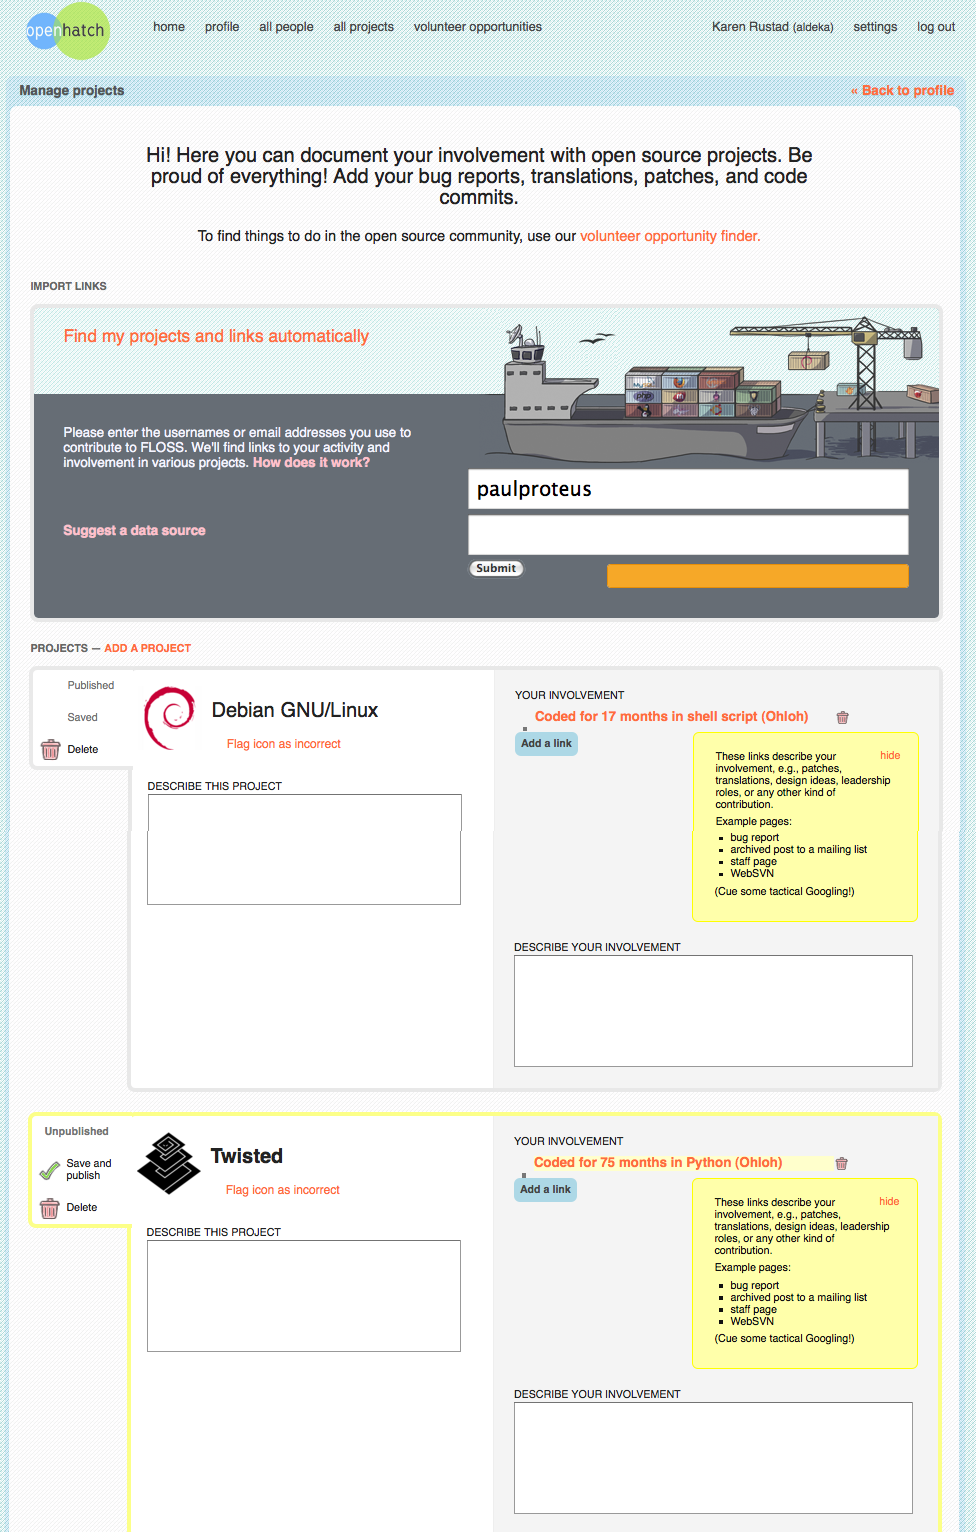 openhatch
home profile all people all projects volunteer opportunities Karen Rustad (aldeka) settings log out
Manage projects « Back to profile
Hi! Here you can document your involvement with open source projects. Be
proud of everything! Add your bug reports, translations, patches, and code
commits.
To find things to do in the open source community, use our volunteer opportunity finder.
IMPORT LINKS
Find my projects and links automatically
Please enter the usernames or email addresses you use to
contribute to FLOSS. We'll find links to your activity and
involvement in various projects. How does it work?
paulproteus
Suggest a data source
Submit
PROJECTS — ADD A PROJECT
Published
Saved
Delete
Debian GNU/Linux
Flag icon as incorrect
DESCRIBE THIS PROJECT
YOUR INVOLVEMENT
Coded for 17 months in shell script (Ohloh)
Add a link
These links describe your hide
involvement, e.g., patches,
translations, design ideas, leadership
roles, or any other kind of
contribution.
Example pages:
bug report
archived post to a mailing list
staff page
WebSVN
(Cue some tactical Googling!)
DESCRIBE YOUR INVOLVEMENT
Unpublished
Save and
publish
Delete
Twisted
Flag icon as incorrect
DESCRIBE THIS PROJECT
YOUR INVOLVEMENT
Coded for 75 months in Python (Ohloh)
Add a link
These links describe your hide
involvement, e.g., patches,
translations, design ideas, leadership
roles, or any other kind of
contribution.
Example pages:
bug report
archived post to a mailing list
staff page
WebSVN
(Cue some tactical Googling!)
DESCRIBE YOUR INVOLVEMENT